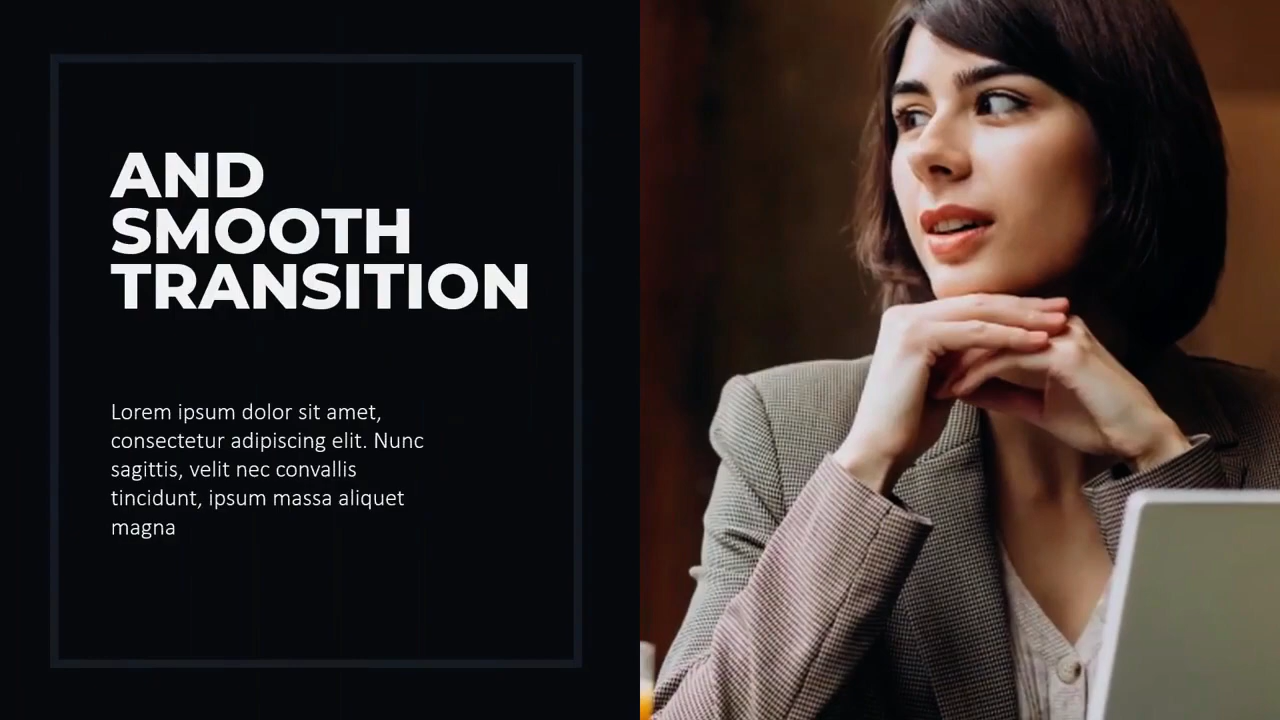 AND
SMOOTH
TRANSITION
Lorem ipsum dolor sit amet,
consectetur adipiscing elit. Nunc
sagittis, velit nec convallis
tincidunt, ipsum massa aliquet
magna